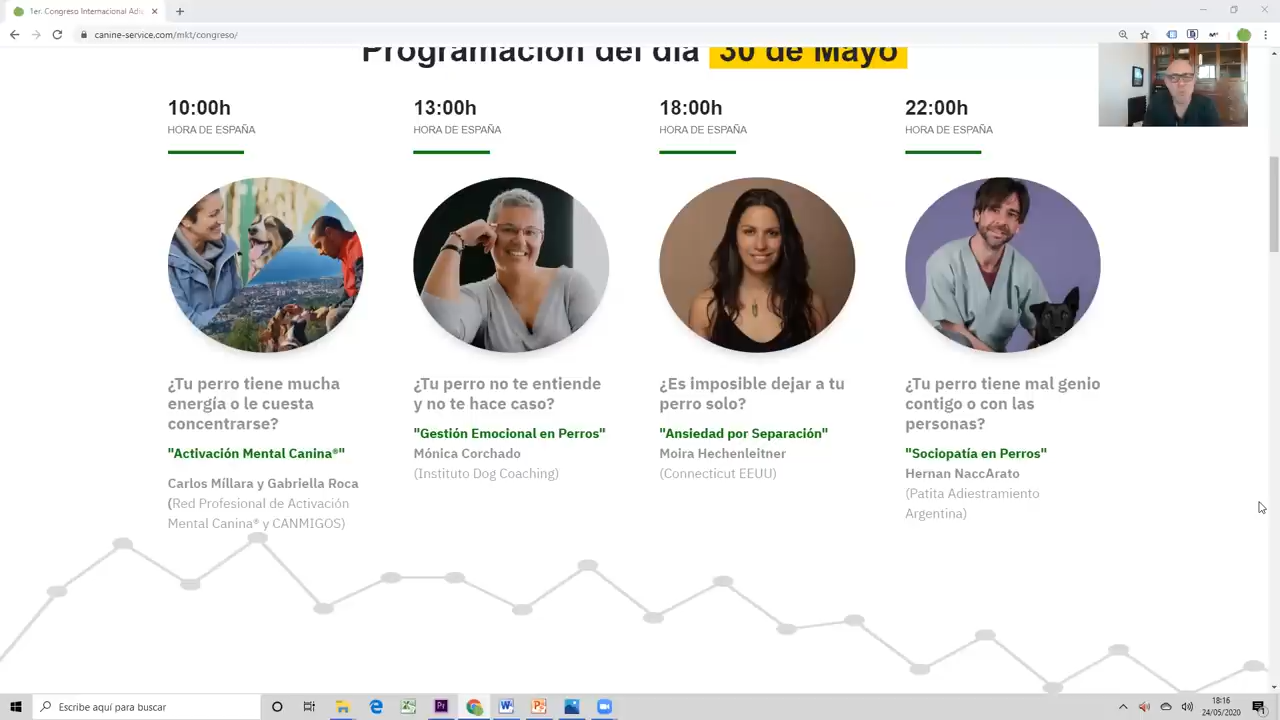 1er. Congreso Internacional Adie
canine-service.com/mkt/congreso/
Programación del día 30 de Mayo
10:00h
HORA DE ESPAÑA
13:00h
HORA DE ESPAÑA
18:00h
HORA DE ESPAÑA
22:00h
HORA DE ESPAÑA
¿Tu perro tiene mucha
energía o le cuesta
concentrarse?
"Activación Mental Canina®"
Carlos Míllara y Gabriella Roca
(Red Profesional de Activación
Mental Canina® y CANMIGOS)
¿Tu perro no te entiende
y no te hace caso?
"Gestión Emocional en Perros"
Mónica Corchado
(Instituto Dog Coaching)
¿Es imposible dejar a tu
perro solo?
"Ansiedad por Separación"
Moira Hechenleitner
(Connecticut EEUU)
¿Tu perro tiene mal genio
contigo o con las
personas?
"Sociopatía en Perros"
Hernan NaccArato
(Patita Adiestramiento
Argentina)
Escribe aquí para buscar
18:16
24/05/2020